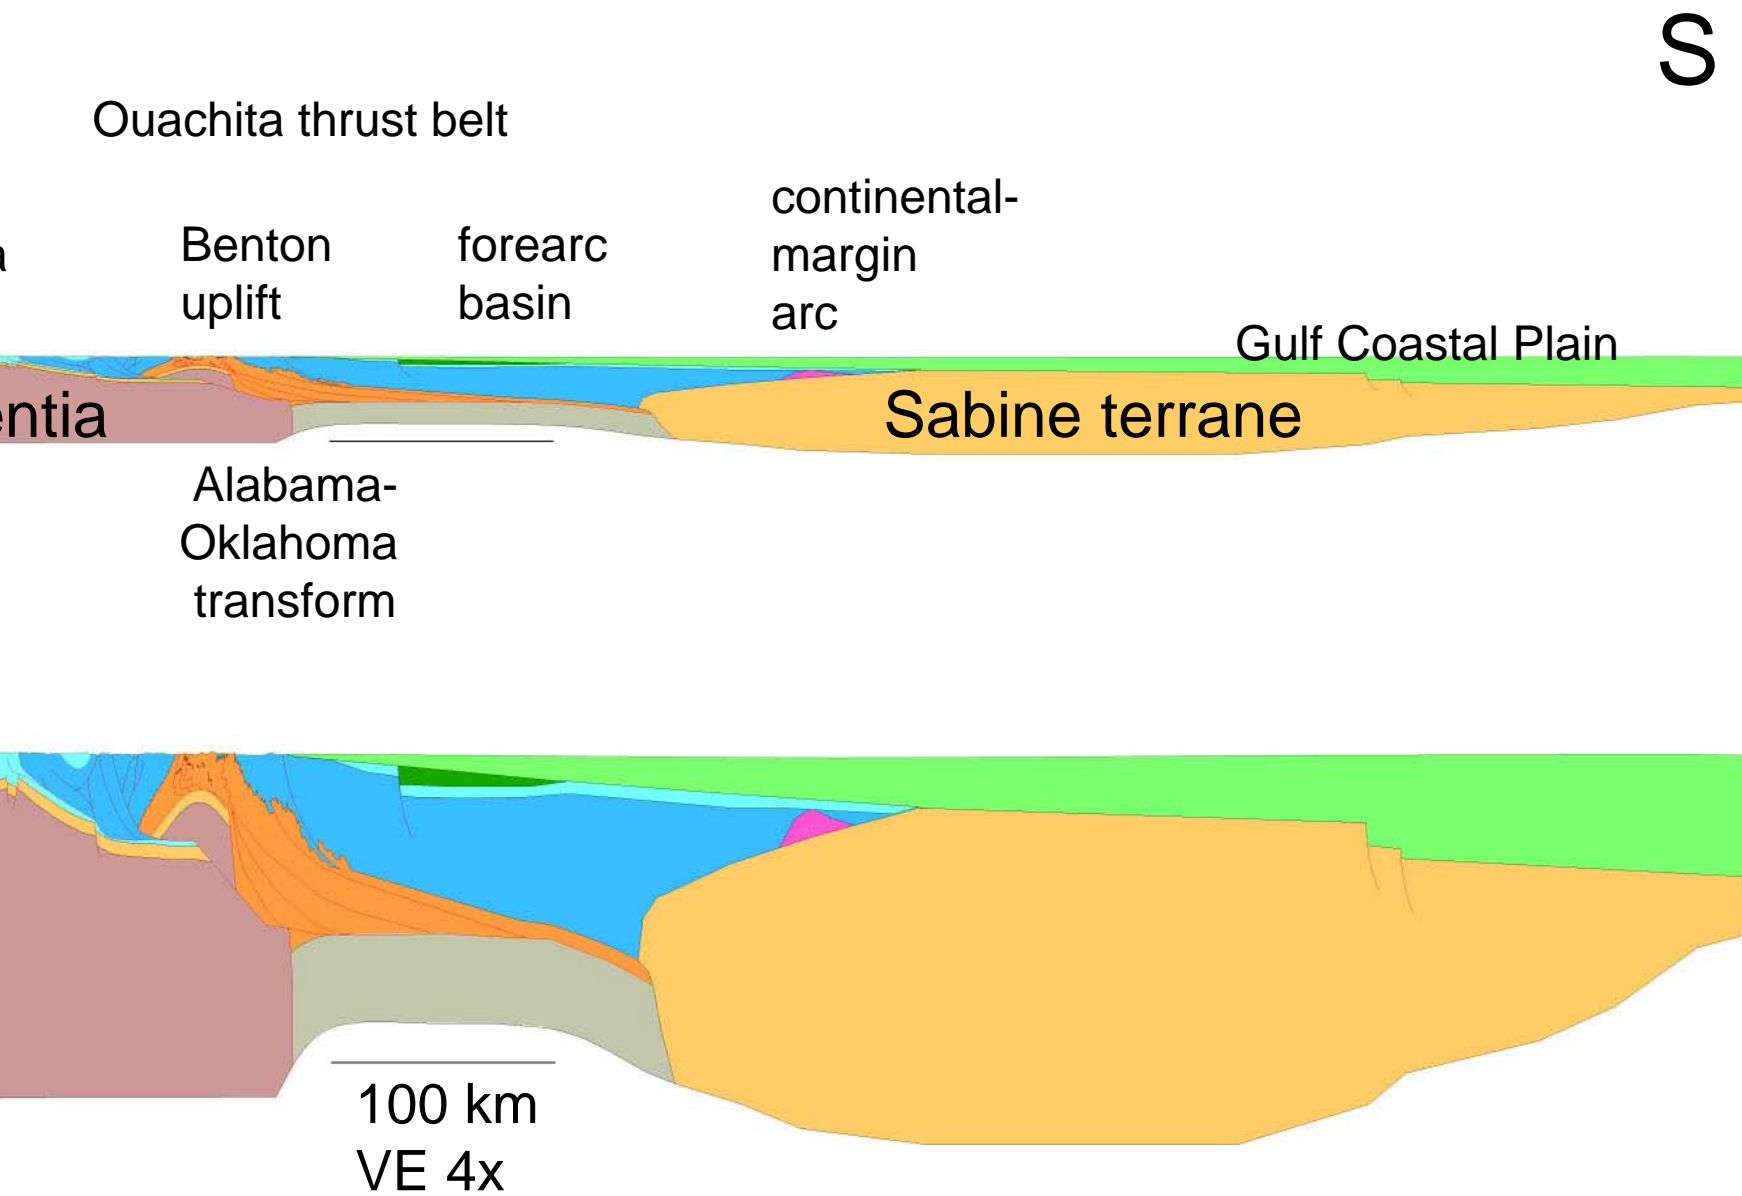 S
Ouachita thrust belt
continental-
margin
arc
Benton
uplift
forearc
basin
Gulf Coastal Plain
Sabine terrane
Alabama-
Oklahoma
transform
100 km
VE 4x